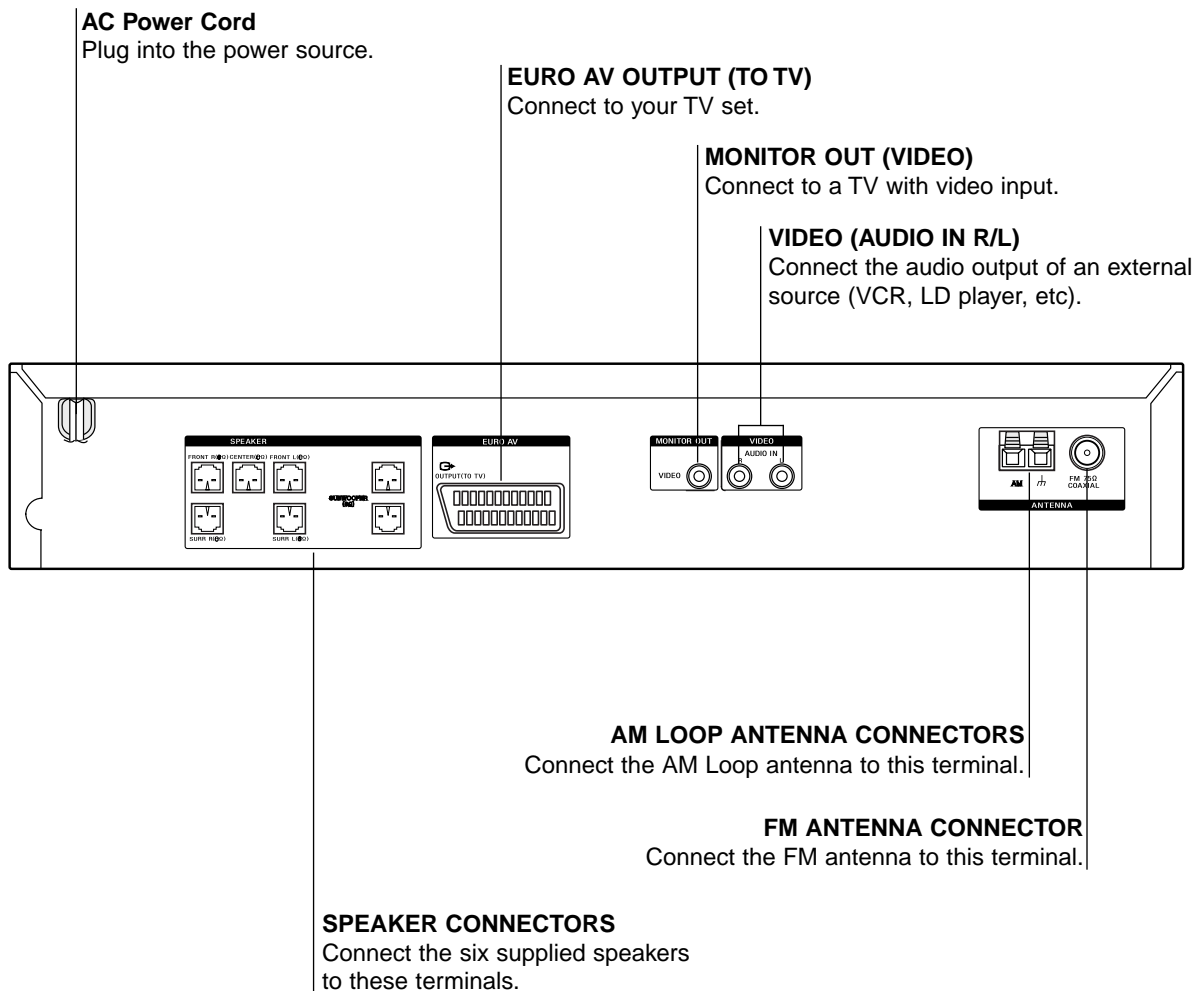 AC Power Cord
Plug into the power source.
EURO AV OUTPUT (TO TV)
Connect to your TV set.
MONITOR OUT (VIDEO)
Connect to a TV with video input.
VIDEO (AUDIO IN R/L)
Connect the audio output of an external
source (VCR, LD player, etc).
SPEAKER
FRONT R CENTER FRONT L
SUBWOOFER
SURR R SURR L
EURO AV
OUTPUT(TO TV)
MONITOR OUT
VIDEO
VIDEO
AUDIO IN
R L
AM
FM 75Ω
COAXIAL
ANTENNA
AM LOOP ANTENNA CONNECTORS
Connect the AM Loop antenna to this terminal.
FM ANTENNA CONNECTOR
Connect the FM antenna to this terminal.
SPEAKER CONNECTORS
Connect the six supplied speakers
to these terminals.